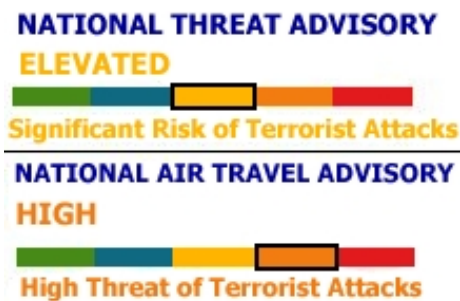 NATIONAL THREAT ADVISORY
ELEVATED
Significant Risk of Terrorist Attacks
NATIONAL AIR TRAVEL ADVISORY
HIGH
High Threat of Terrorist Attacks